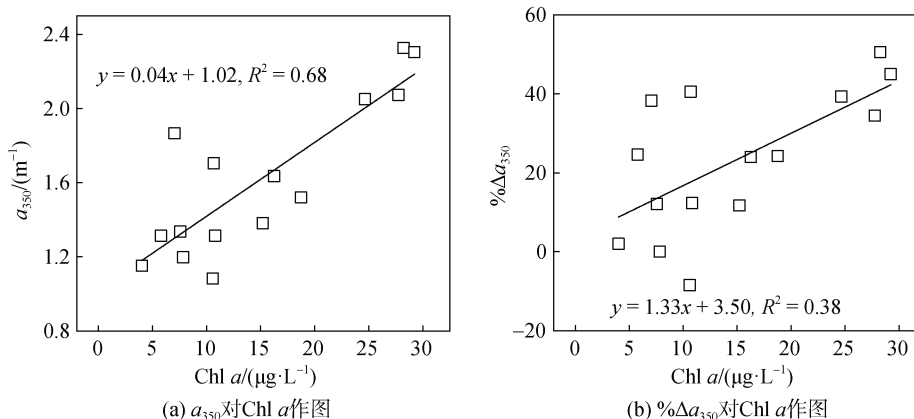 2.4
2.0
1.6
1.2
0.8
a₃₅₀/(m⁻¹)
y = 0.04x + 1.02, R² = 0.68
0 5 10 15 20 25 30
Chl a/(μg·L⁻¹)
(a) a₃₅₀对Chl a作图
60
40
20
0
−20
%Δa₃₅₀
y = 1.33x + 3.50, R² = 0.38
0 5 10 15 20 25 30
Chl a/(μg·L⁻¹)
(b) %Δa₃₅₀对Chl a作图